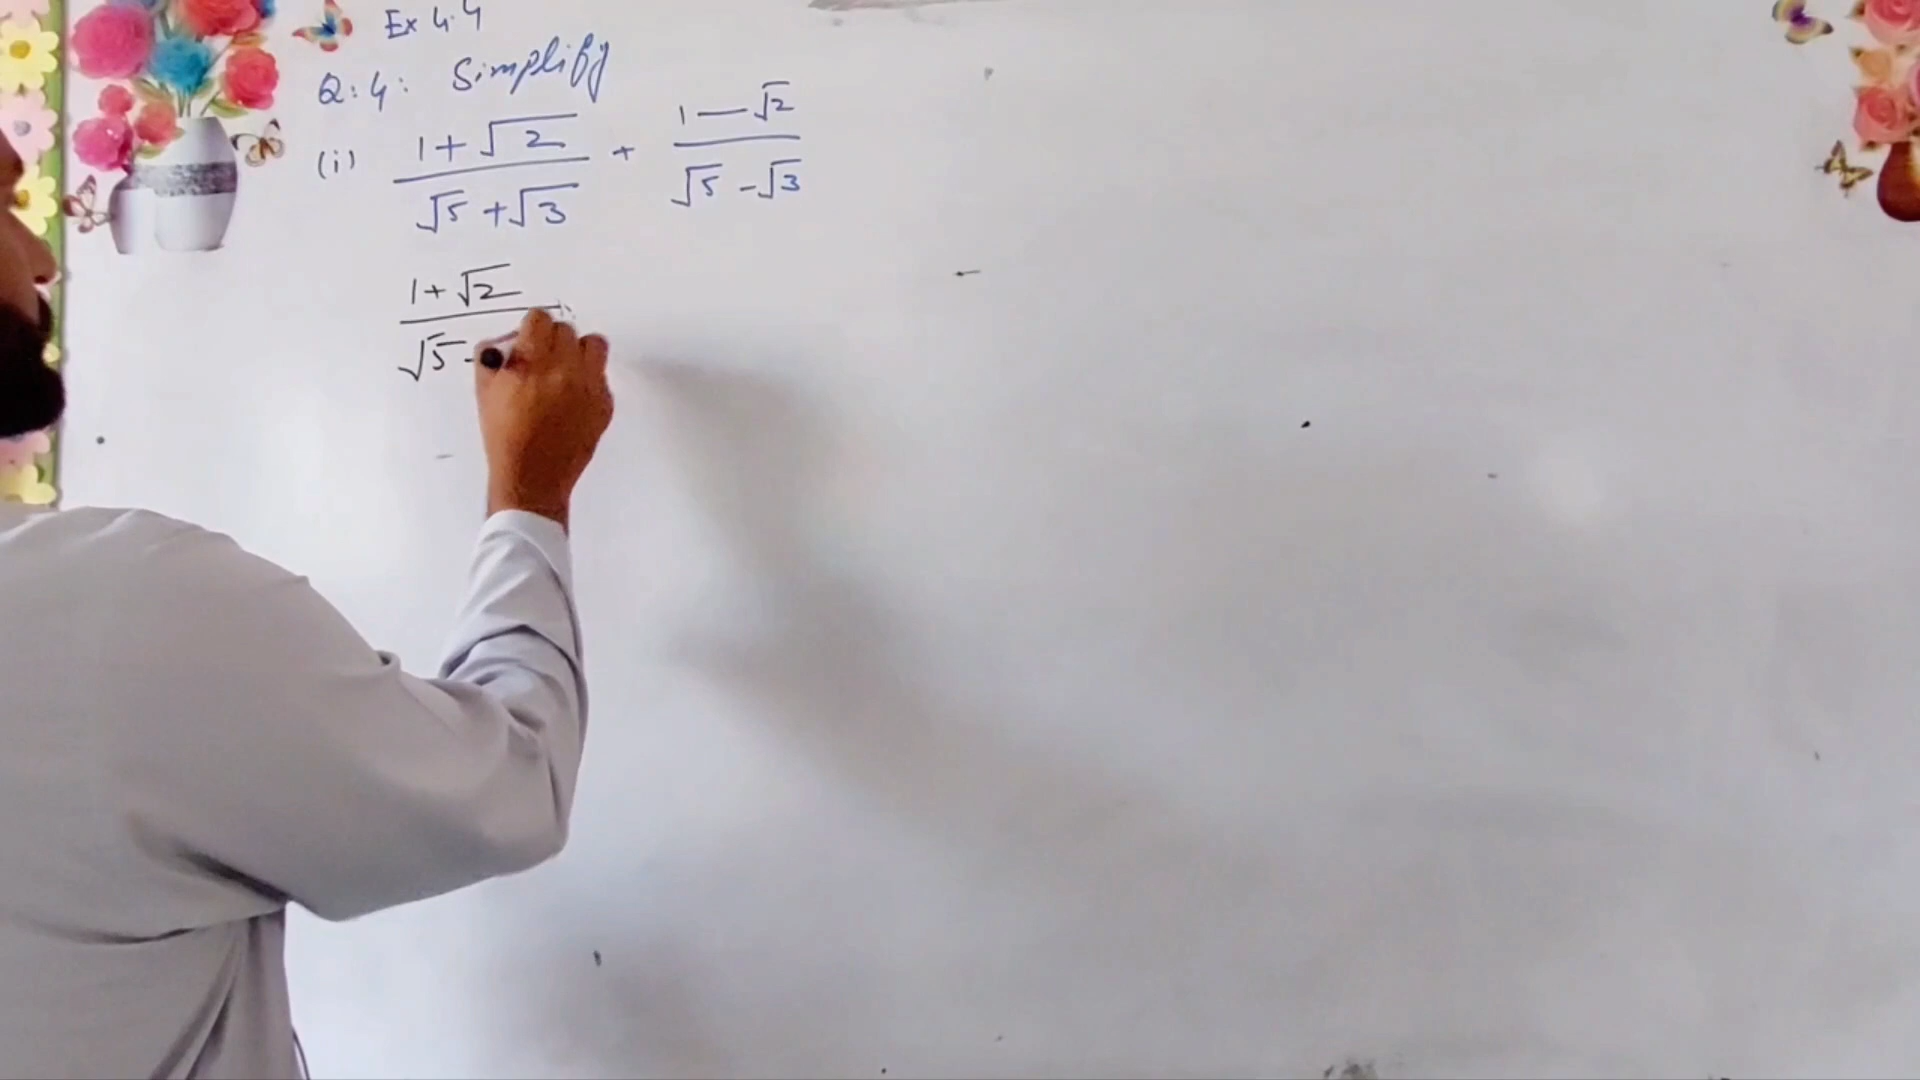 Ex 4.4
Q:4: Simplify
(i) (1+√2)/(√5+√3) + (1-√2)/(√5-√3)
(1+√2)/(√5